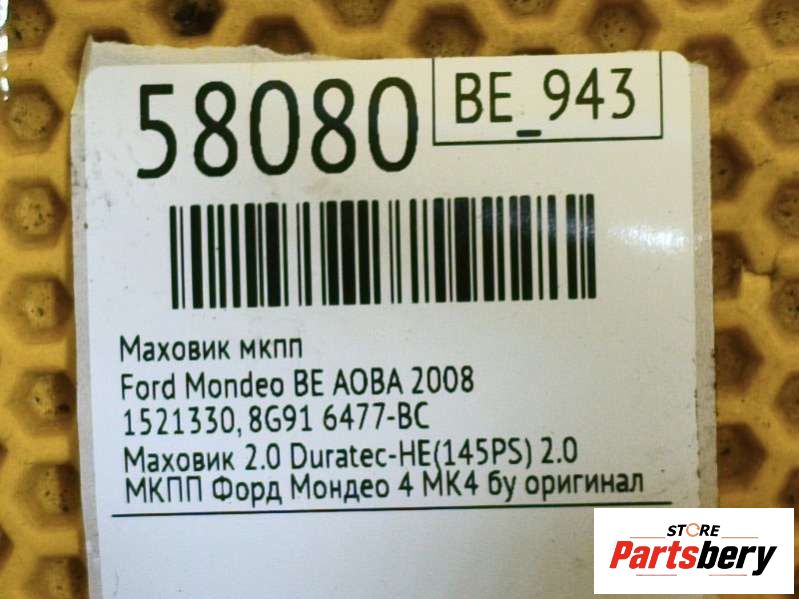 58080
BE_943
Маховик мкпп
Ford Mondeo BE AOBA 2008
1521330, 8G91 6477-BC
Маховик 2.0 Duratec-HE(145PS) 2.0
МКПП Форд Мондео 4 МК4 бу оригинал
STORE
Partsbery